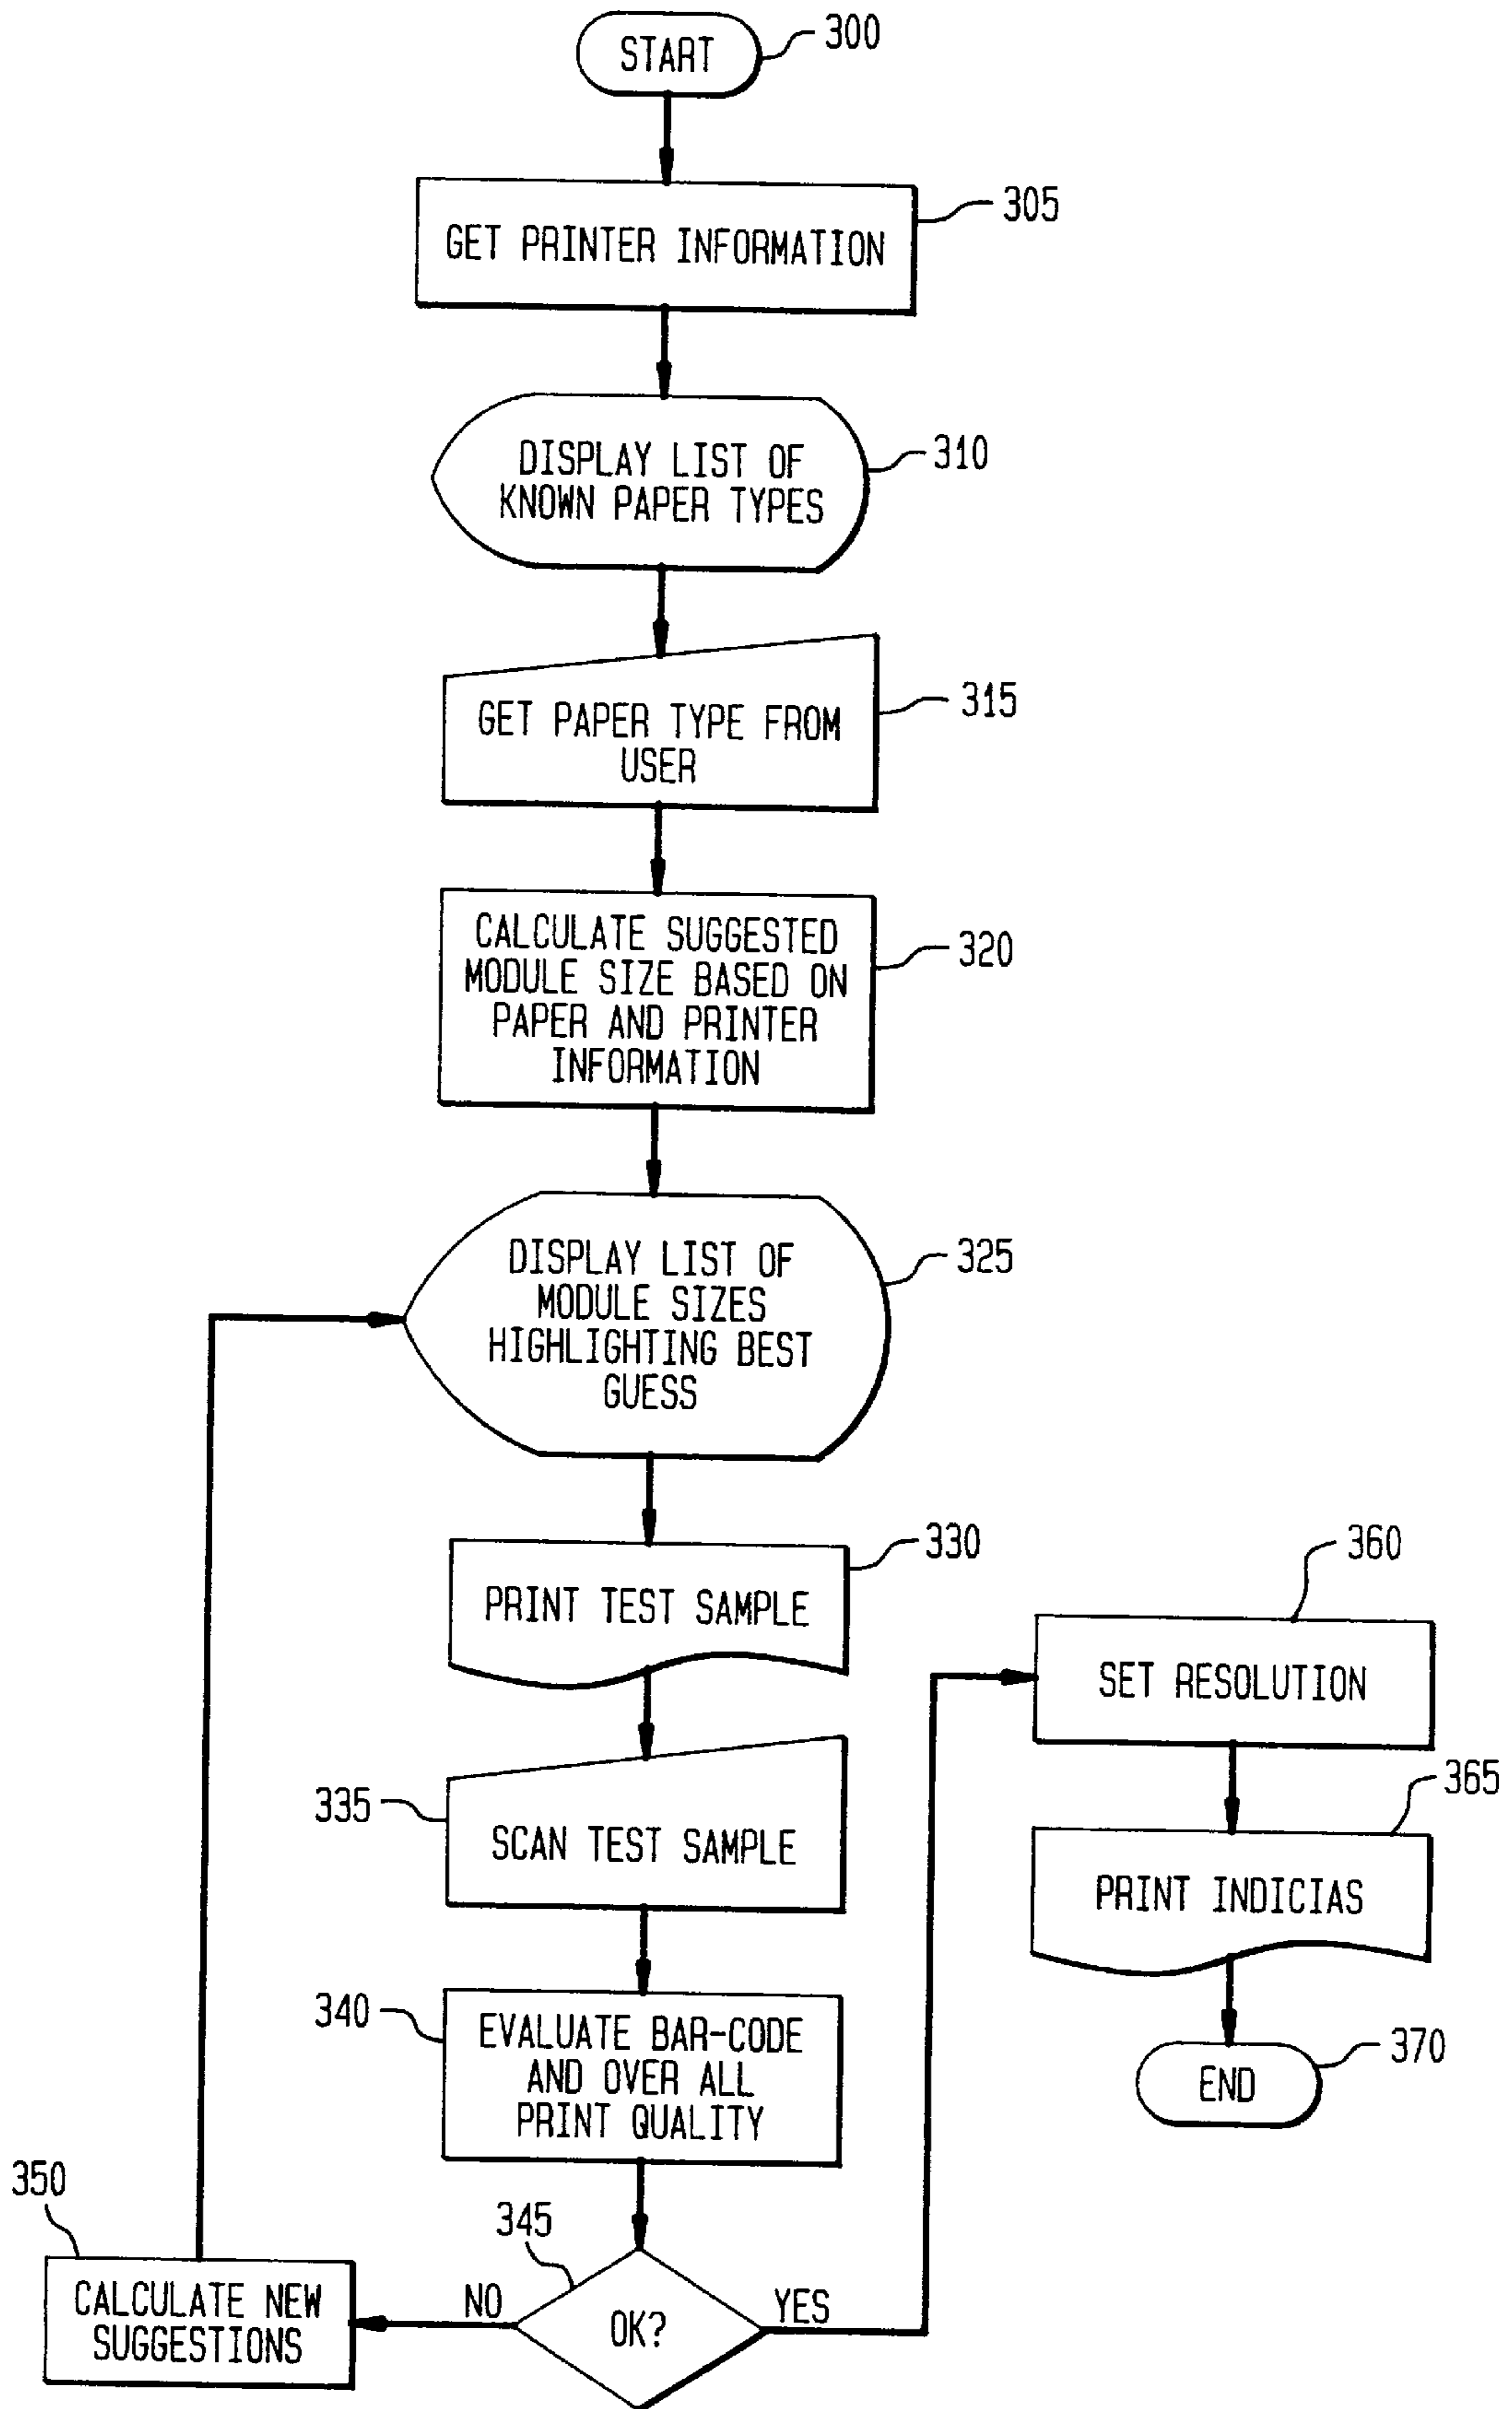 START
300
GET PRINTER INFORMATION
305
DISPLAY LIST OF
KNOWN PAPER TYPES
310
GET PAPER TYPE FROM
USER
315
CALCULATE SUGGESTED
MODULE SIZE BASED ON
PAPER AND PRINTER
INFORMATION
320
DISPLAY LIST OF
MODULE SIZES
HIGHLIGHTING BEST
GUESS
325
PRINT TEST SAMPLE
330
335
SCAN TEST SAMPLE
340
EVALUATE BAR-CODE
AND OVER ALL
PRINT QUALITY
345
OK?
NO
YES
350
CALCULATE NEW
SUGGESTIONS
360
SET RESOLUTION
365
PRINT INDICIAS
370
END